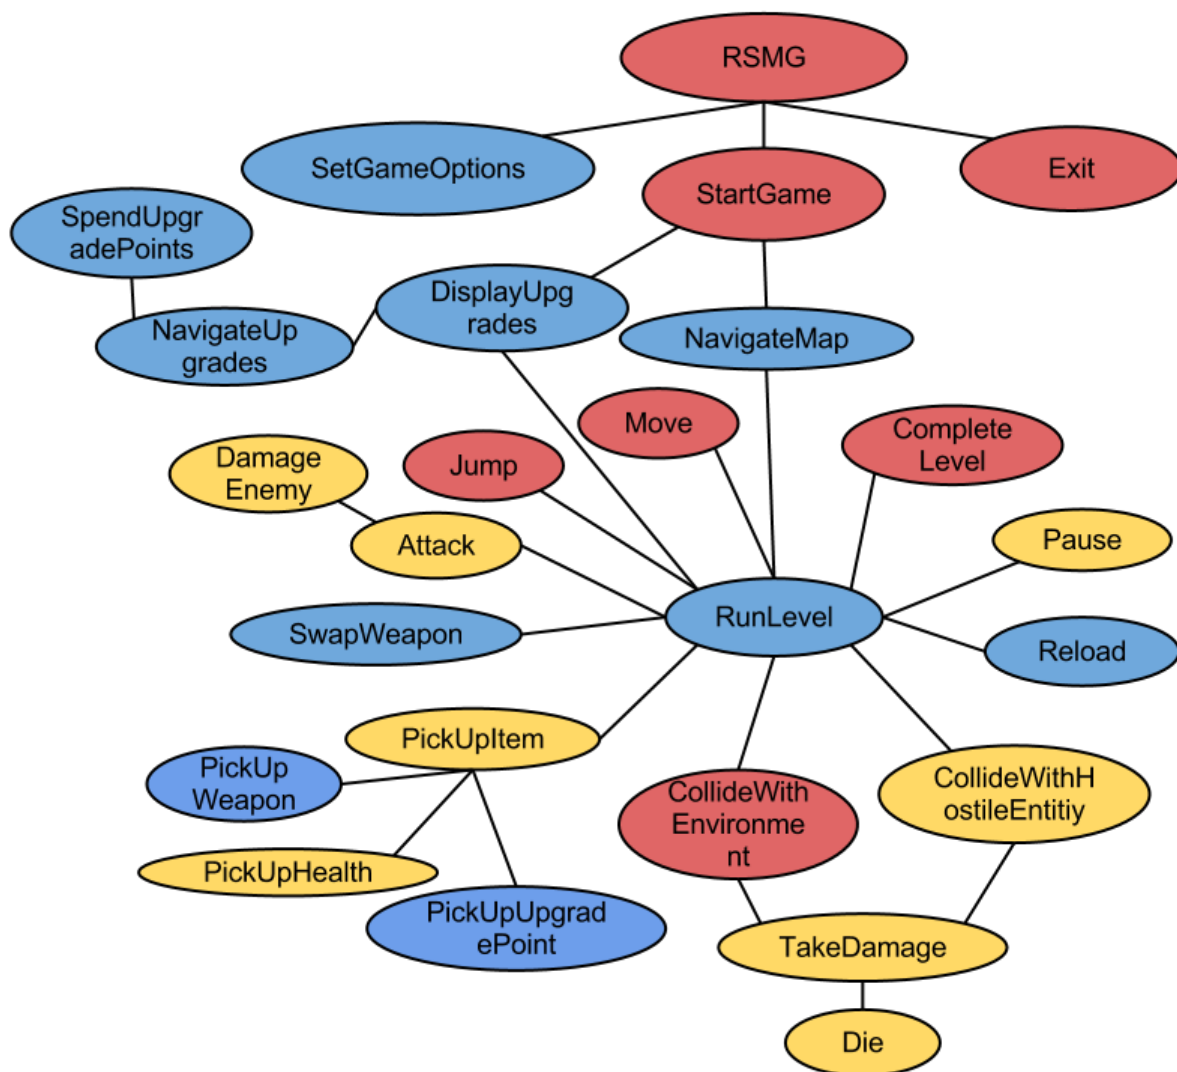 RSMG
SetGameOptions
StartGame
Exit
SpendUpgr
adePoints
DisplayUpg
rades
NavigateUp
grades
NavigateMap
Move
Complete
Level
Jump
Damage
Enemy
Attack
Pause
RunLevel
SwapWeapon
Reload
PickUpItem
PickUp
Weapon
CollideWith
Environme
nt
CollideWithH
ostileEntitiy
PickUpHealth
PickUpUpgrad
ePoint
TakeDamage
Die